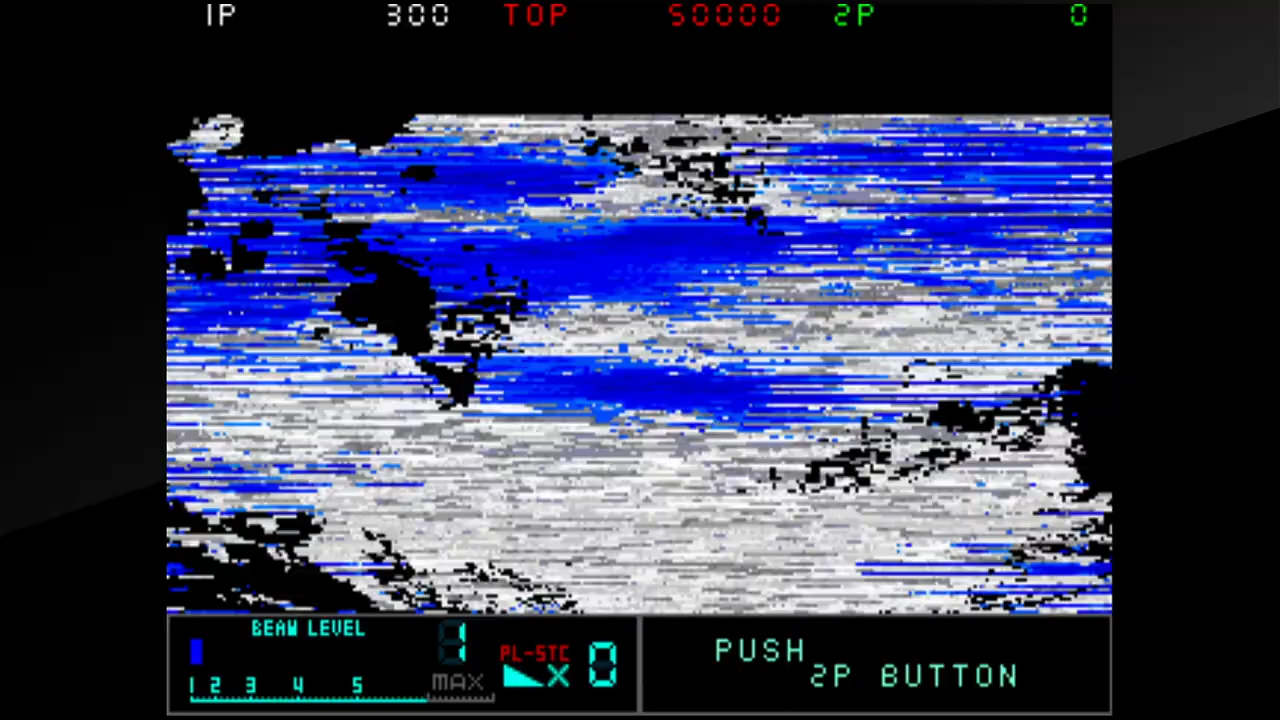 1P 300 TOP 50000 2P 0
BEAM LEVEL 1
1 2 3 4 5 MAX
PL-STC X 0
PUSH
2P BUTTON